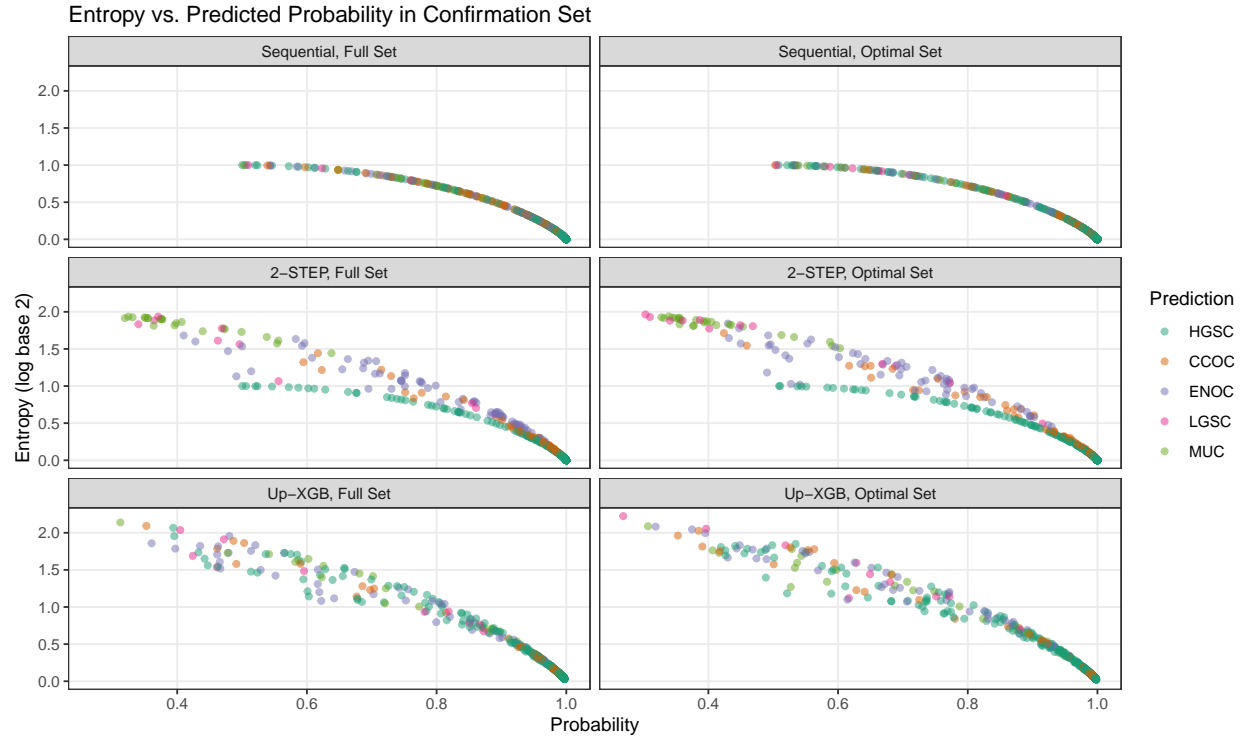 Entropy vs. Predicted Probability in Confirmation Set
Sequential, Full Set
Sequential, Optimal Set
2.0
1.5
1.0
0.5
0.0
2−STEP, Full Set
2−STEP, Optimal Set
2.0
1.5
1.0
0.5
0.0
Up−XGB, Full Set
Up−XGB, Optimal Set
2.0
1.5
1.0
0.5
0.0
0.4 0.6 0.8 1.0
0.4 0.6 0.8 1.0
Entropy (log base 2)
Probability
Prediction
HGSC
CCOC
ENOC
LGSC
MUC